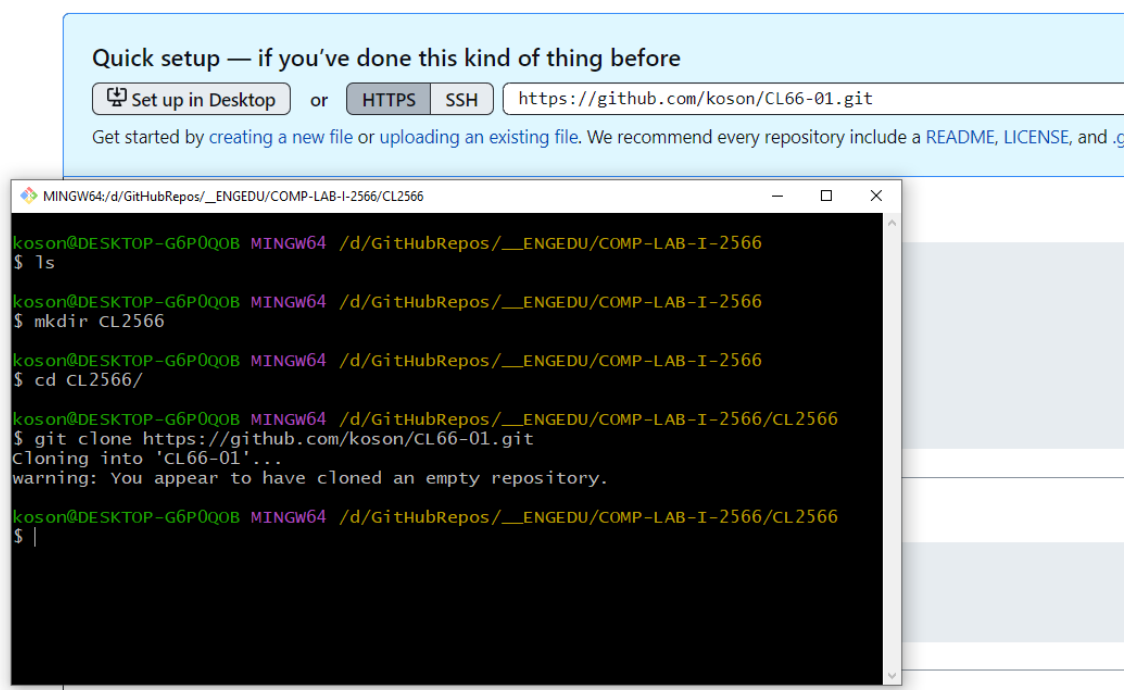 Quick setup — if you've done this kind of thing before
Set up in Desktop or HTTPS SSH https://github.com/koson/CL66-01.git
Get started by creating a new file or uploading an existing file. We recommend every repository include a README, LICENSE, and .g
MINGW64:/d/GitHubRepos/__ENGEDU/COMP-LAB-I-2566/CL2566
koson@DESKTOP-G6P0QOB MINGW64 /d/GitHubRepos/__ENGEDU/COMP-LAB-I-2566
$ ls
koson@DESKTOP-G6P0QOB MINGW64 /d/GitHubRepos/__ENGEDU/COMP-LAB-I-2566
$ mkdir CL2566
koson@DESKTOP-G6P0QOB MINGW64 /d/GitHubRepos/__ENGEDU/COMP-LAB-I-2566
$ cd CL2566/
koson@DESKTOP-G6P0QOB MINGW64 /d/GitHubRepos/__ENGEDU/COMP-LAB-I-2566/CL2566
$ git clone https://github.com/koson/CL66-01.git
Cloning into 'CL66-01'...
warning: You appear to have cloned an empty repository.
koson@DESKTOP-G6P0QOB MINGW64 /d/GitHubRepos/__ENGEDU/COMP-LAB-I-2566/CL2566
$